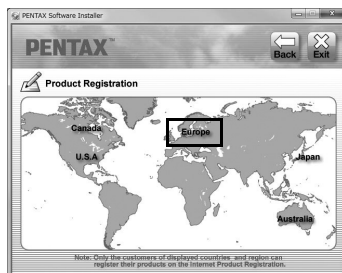 PENTAX Software Installer
PENTAX™
Back
Exit
Product Registration
Canada
Europe
U.S.A
Japan
Australia
Note: Only the customers of displayed countries and region can
register their products on the Internet Product Registration.